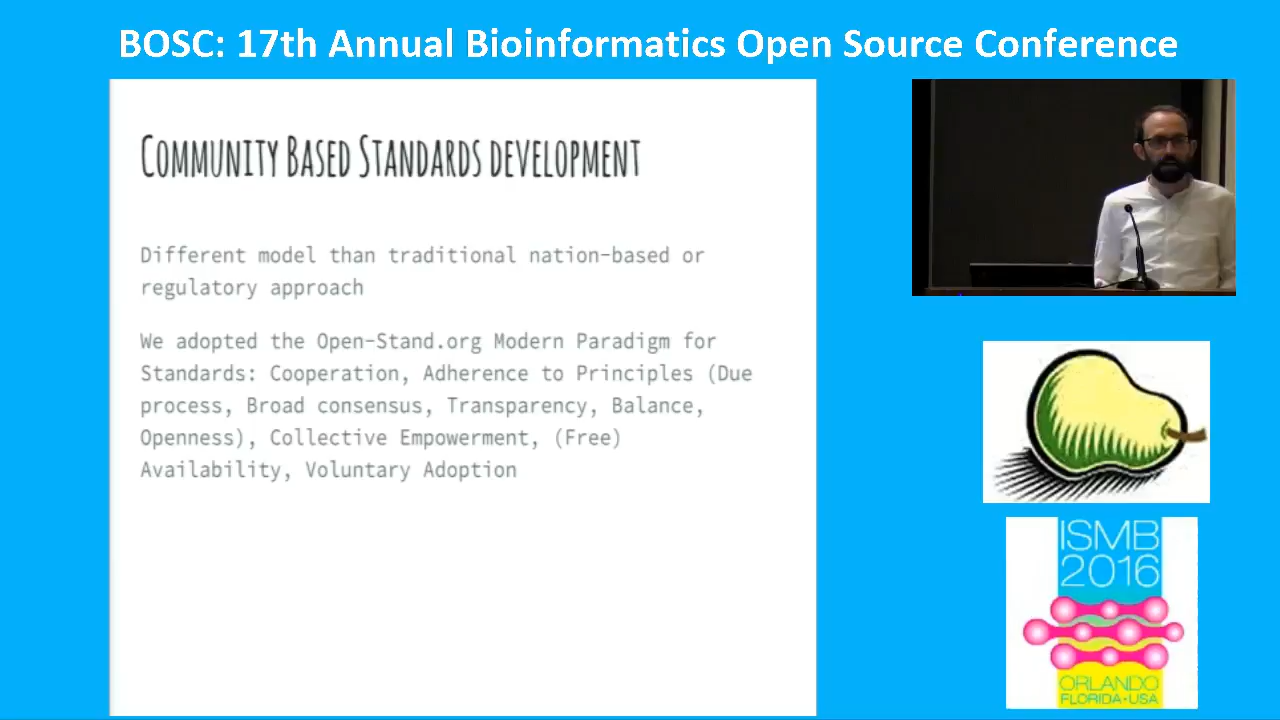 BOSC: 17th Annual Bioinformatics Open Source Conference
COMMUNITY BASED STANDARDS DEVELOPMENT
Different model than traditional nation-based or
regulatory approach
We adopted the Open-Stand.org Modern Paradigm for
Standards: Cooperation, Adherence to Principles (Due
process, Broad consensus, Transparency, Balance,
Openness), Collective Empowerment, (Free)
Availability, Voluntary Adoption
ISMB
2016
ORLANDO
FLORIDA•USA